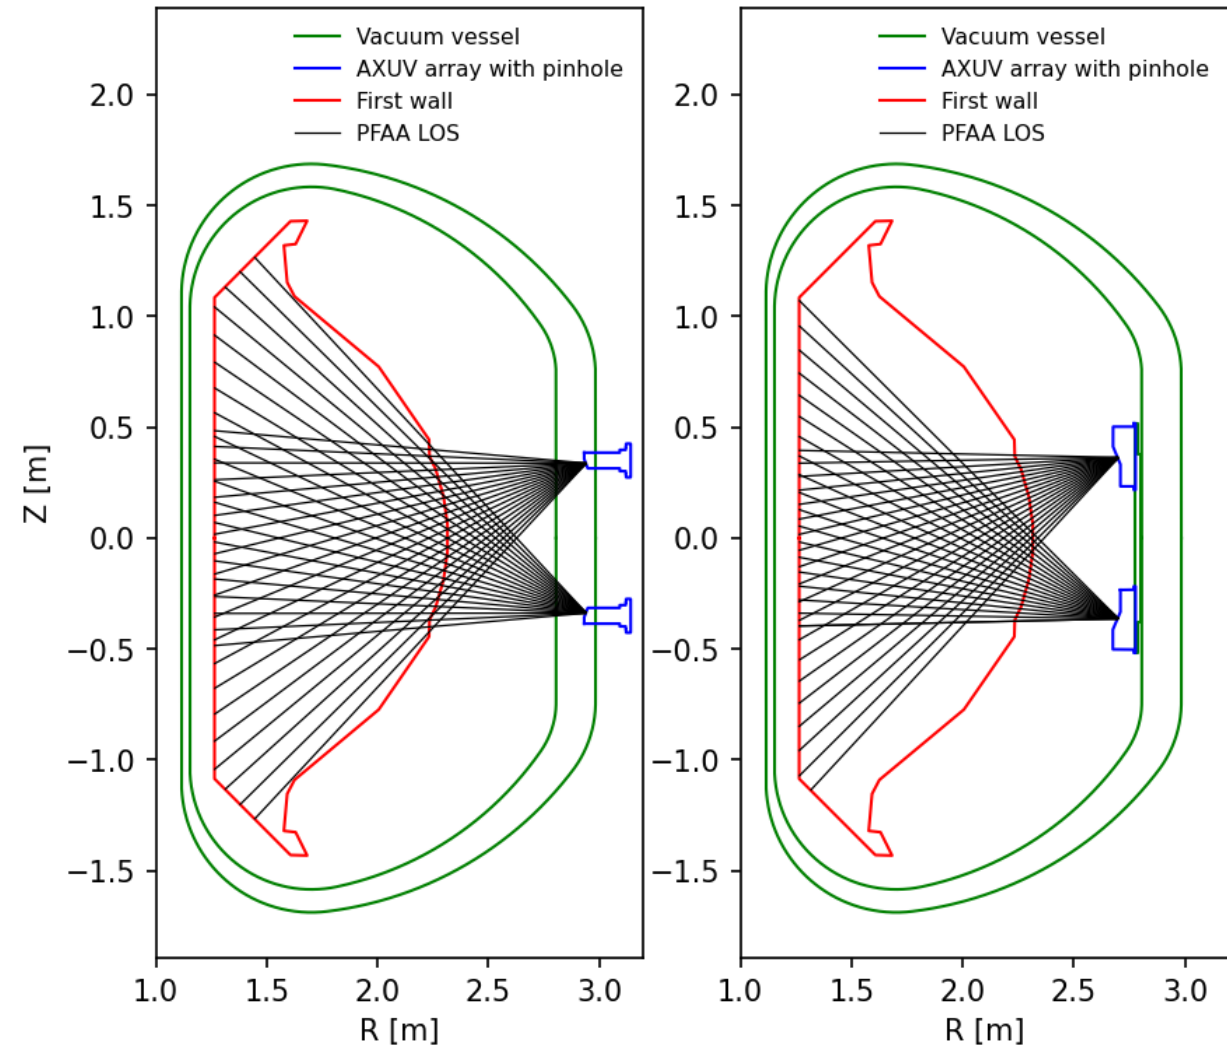 Vacuum vessel
AXUV array with pinhole
First wall
PFAA LOS
2.0
1.5
1.0
0.5
0.0
−0.5
−1.0
−1.5
Z [m]
1.0 1.5 2.0 2.5 3.0
R [m]
Vacuum vessel
AXUV array with pinhole
First wall
PFAA LOS
2.0
1.5
1.0
0.5
0.0
−0.5
−1.0
−1.5
1.0 1.5 2.0 2.5 3.0
R [m]